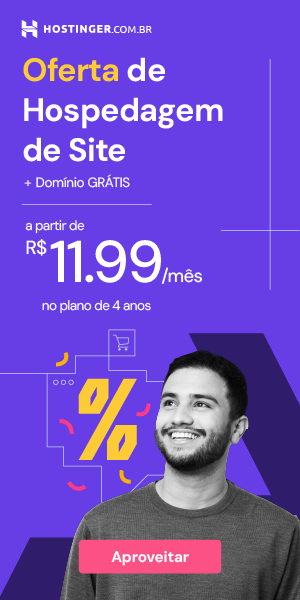 HOSTINGER.COM.BR
Oferta de
Hospedagem
de Site
+ Domínio GRÁTIS
a partir de
R$11.99/mês
no plano de 4 anos
%
Aproveitar